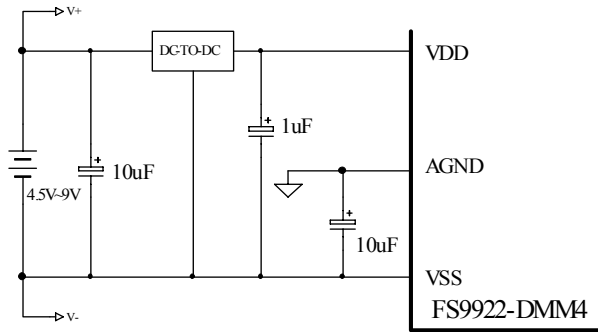 V+
DC-TO-DC
VDD
+
1uF
+
10uF
4.5V~9V
AGND
+
10uF
VSS
V-
FS9922-DMM4